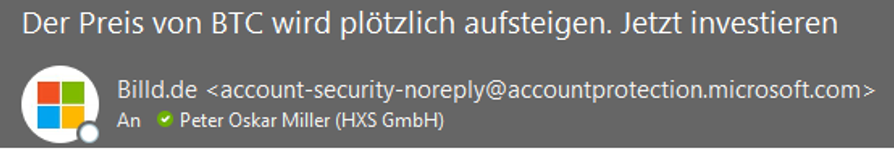 Der Preis von BTC wird plötzlich aufsteigen. Jetzt investieren
Billd.de <account-security-noreply@accountprotection.microsoft.com>
An Peter Oskar Miller (HXS GmbH)